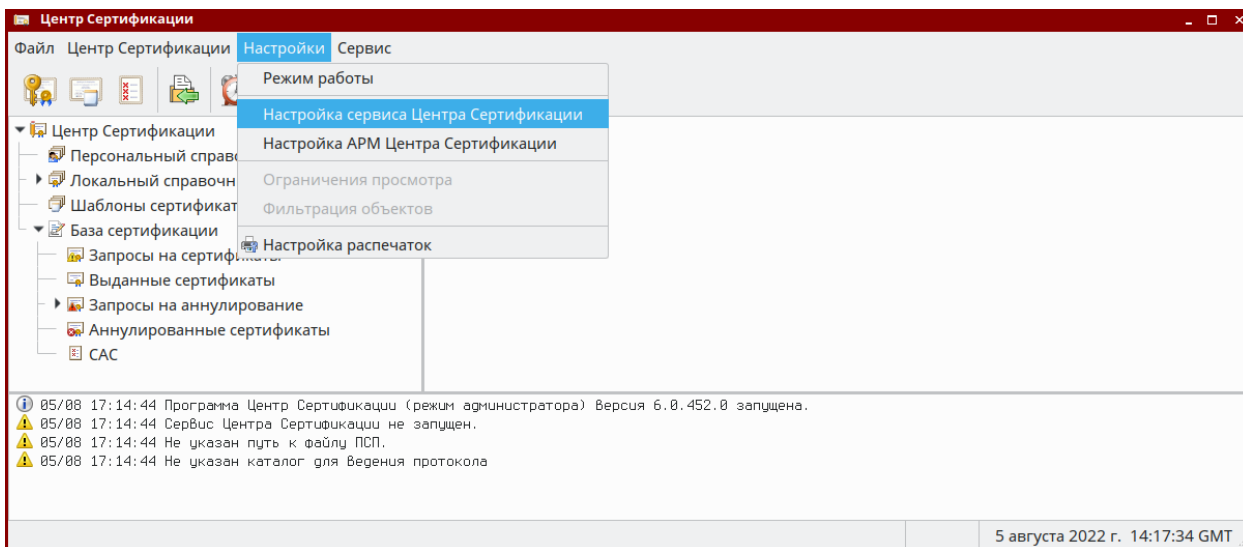 Центр Сертификации
Файл Центр Сертификации Настройки Сервис
Режим работы
Настройка сервиса Центра Сертификации
Настройка АРМ Центра Сертификации
Ограничения просмотра
Фильтрация объектов
Настройка распечаток
Центр Сертификации
Персональный справо
Локальный справочн
Шаблоны сертификат
База сертификации
Запросы на сертификаты
Выданные сертификаты
Запросы на аннулирование
Аннулированные сертификаты
САС
05/08 17:14:44 Программа Центр Сертификации (режим администратора) Версия 6.0.452.0 запущена.
05/08 17:14:44 Сервис Центра Сертификации не запущен.
05/08 17:14:44 Не указан путь к файлу ПСП.
05/08 17:14:44 Не указан каталог для ведения протокола
5 августа 2022 г. 14:17:34 GMT